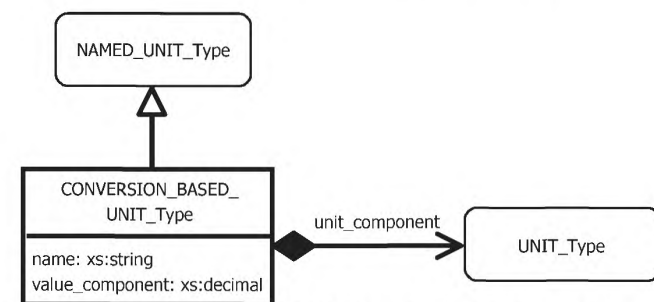 NAMED_UNIT_Type
CONVERSION_BASED_
UNIT_Type
name: xs:string
value_component: xs:decimal
unit_component
UNIT_Type